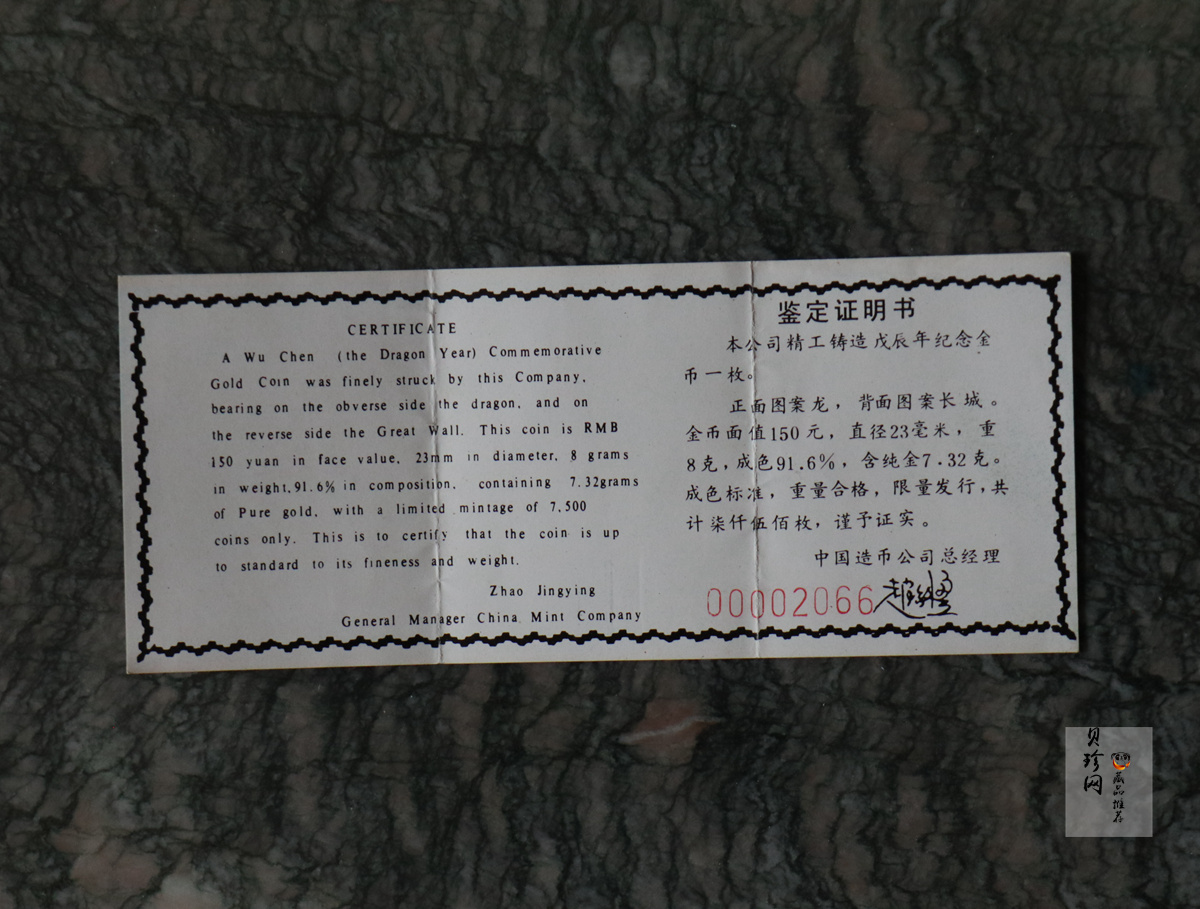 CERTIFICATE
A Wu Chen (the Dragon Year) Commemorative
Gold Coin was finely struck by this Company,
bearing on the obverse side the dragon, and on
the reverse side the Great Wall. This coin is RMB
150 yuan in face value, 23mm in diameter, 8 grams
in weight,91.6% in composition, containing 7.32grams
of Pure gold, with a limited mintage of 7,500
coins only. This is to certify that the coin is up
to standard to its fineness and weight.
Zhao Jingying
General Manager China Mint Company
鉴定证明书
本公司精工铸造戊辰年纪念金
币一枚。
正面图案龙，背面图案长城。
金币面值150元，直径23毫米，重
8克，成色91.6%，含纯金7.32克。
成色标准，重量合格，限量发行，共
计柒仟伍佰枚，谨予证实。
中国造币公司总经理
00002066
贝珍网
藏品推荐